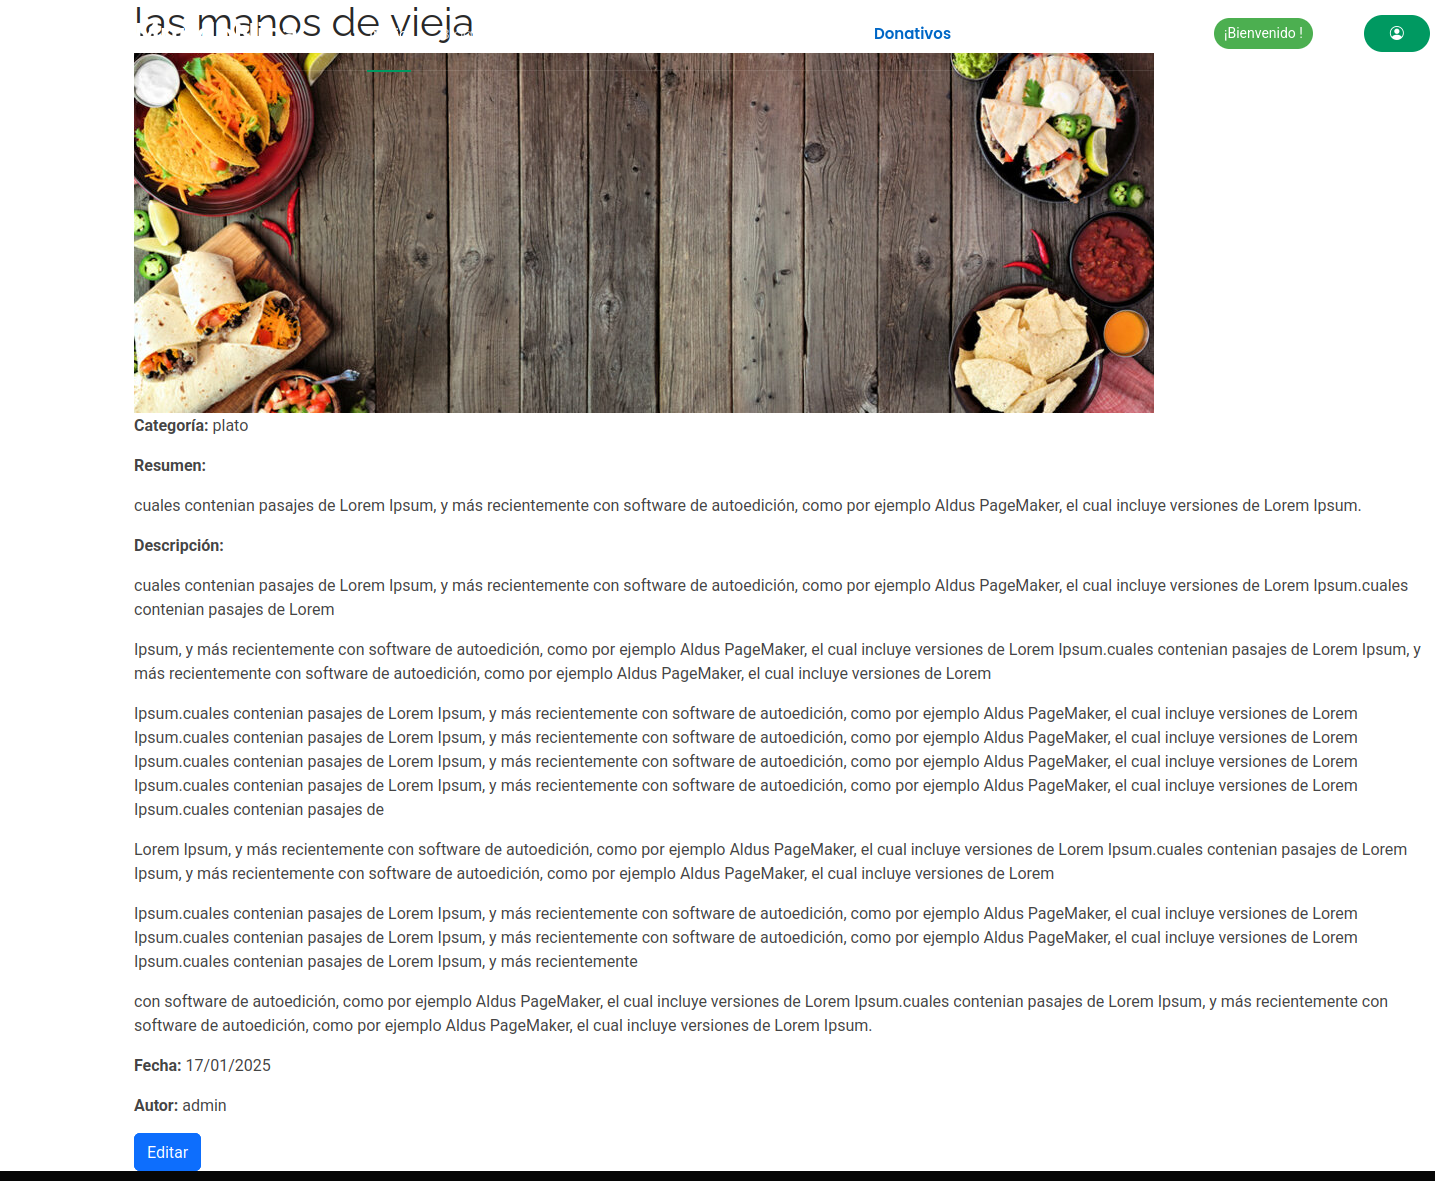 las manos de vieja
Donativos
¡Bienvenido !
Categoría: plato
Resumen:
cuales contenian pasajes de Lorem Ipsum, y más recientemente con software de autoedición, como por ejemplo Aldus PageMaker, el cual incluye versiones de Lorem Ipsum.
Descripción:
cuales contenian pasajes de Lorem Ipsum, y más recientemente con software de autoedición, como por ejemplo Aldus PageMaker, el cual incluye versiones de Lorem Ipsum.cuales
contenian pasajes de Lorem
Ipsum, y más recientemente con software de autoedición, como por ejemplo Aldus PageMaker, el cual incluye versiones de Lorem Ipsum.cuales contenian pasajes de Lorem Ipsum, y
más recientemente con software de autoedición, como por ejemplo Aldus PageMaker, el cual incluye versiones de Lorem
Ipsum.cuales contenian pasajes de Lorem Ipsum, y más recientemente con software de autoedición, como por ejemplo Aldus PageMaker, el cual incluye versiones de Lorem
Ipsum.cuales contenian pasajes de Lorem Ipsum, y más recientemente con software de autoedición, como por ejemplo Aldus PageMaker, el cual incluye versiones de Lorem
Ipsum.cuales contenian pasajes de Lorem Ipsum, y más recientemente con software de autoedición, como por ejemplo Aldus PageMaker, el cual incluye versiones de Lorem
Ipsum.cuales contenian pasajes de Lorem Ipsum, y más recientemente con software de autoedición, como por ejemplo Aldus PageMaker, el cual incluye versiones de Lorem
Ipsum.cuales contenian pasajes de
Lorem Ipsum, y más recientemente con software de autoedición, como por ejemplo Aldus PageMaker, el cual incluye versiones de Lorem Ipsum.cuales contenian pasajes de Lorem
Ipsum, y más recientemente con software de autoedición, como por ejemplo Aldus PageMaker, el cual incluye versiones de Lorem
Ipsum.cuales contenian pasajes de Lorem Ipsum, y más recientemente con software de autoedición, como por ejemplo Aldus PageMaker, el cual incluye versiones de Lorem
Ipsum.cuales contenian pasajes de Lorem Ipsum, y más recientemente con software de autoedición, como por ejemplo Aldus PageMaker, el cual incluye versiones de Lorem
Ipsum.cuales contenian pasajes de Lorem Ipsum, y más recientemente
con software de autoedición, como por ejemplo Aldus PageMaker, el cual incluye versiones de Lorem Ipsum.cuales contenian pasajes de Lorem Ipsum, y más recientemente con
software de autoedición, como por ejemplo Aldus PageMaker, el cual incluye versiones de Lorem Ipsum.
Fecha: 17/01/2025
Autor: admin
Editar